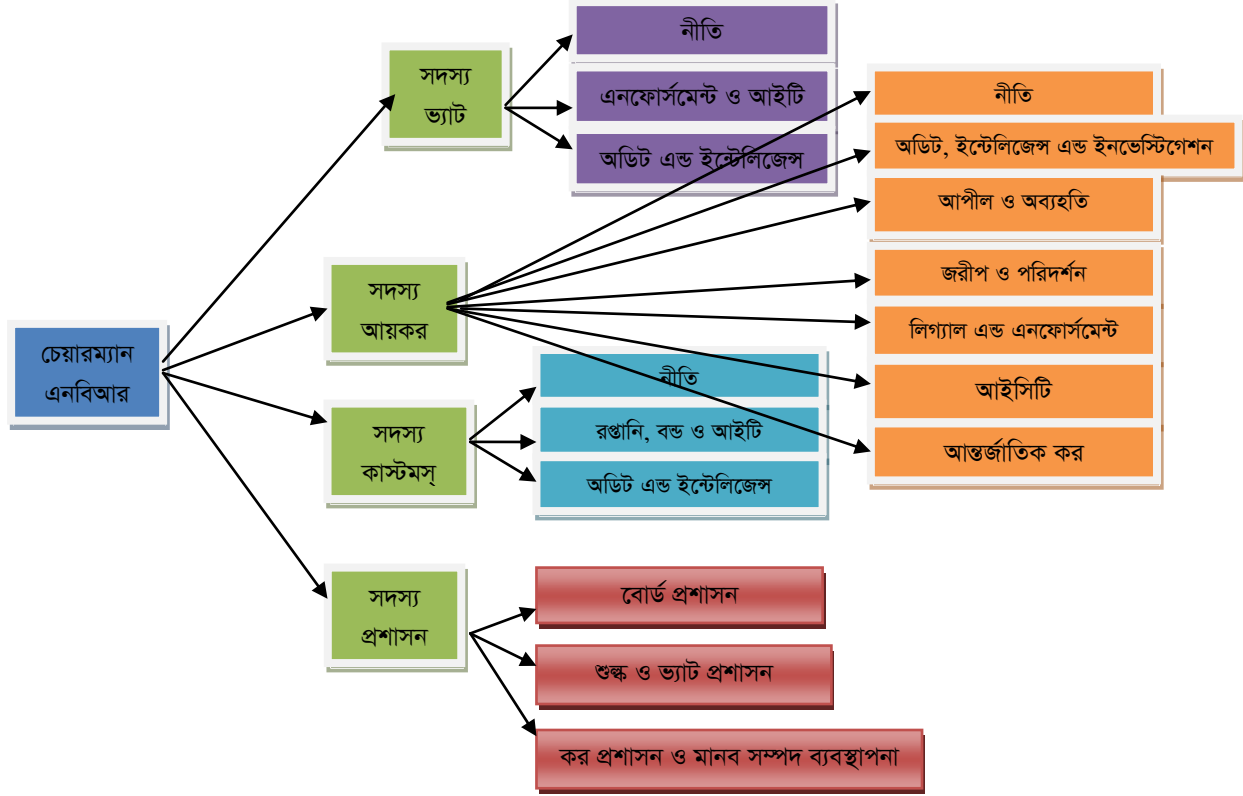 চেয়ারম্যান
এনবিআর
সদস্য
ভ্যাট
নীতি
এনফোর্সমেন্ট ও আইটি
অডিট এন্ড ইন্টেলিজেন্স
সদস্য
আয়কর
নীতি
অডিট, ইন্টেলিজেন্স এন্ড ইনভেস্টিগেশন
আপীল ও অব্যহতি
জরীপ ও পরিদর্শন
লিগ্যাল এন্ড এনফোর্সমেন্ট
আইসিটি
আন্তর্জাতিক কর
সদস্য
কাস্টমস্
নীতি
রপ্তানি, বন্ড ও আইটি
অডিট এন্ড ইন্টেলিজেন্স
সদস্য
প্রশাসন
বোর্ড প্রশাসন
শুল্ক ও ভ্যাট প্রশাসন
কর প্রশাসন ও মানব সম্পদ ব্যবস্থাপনা